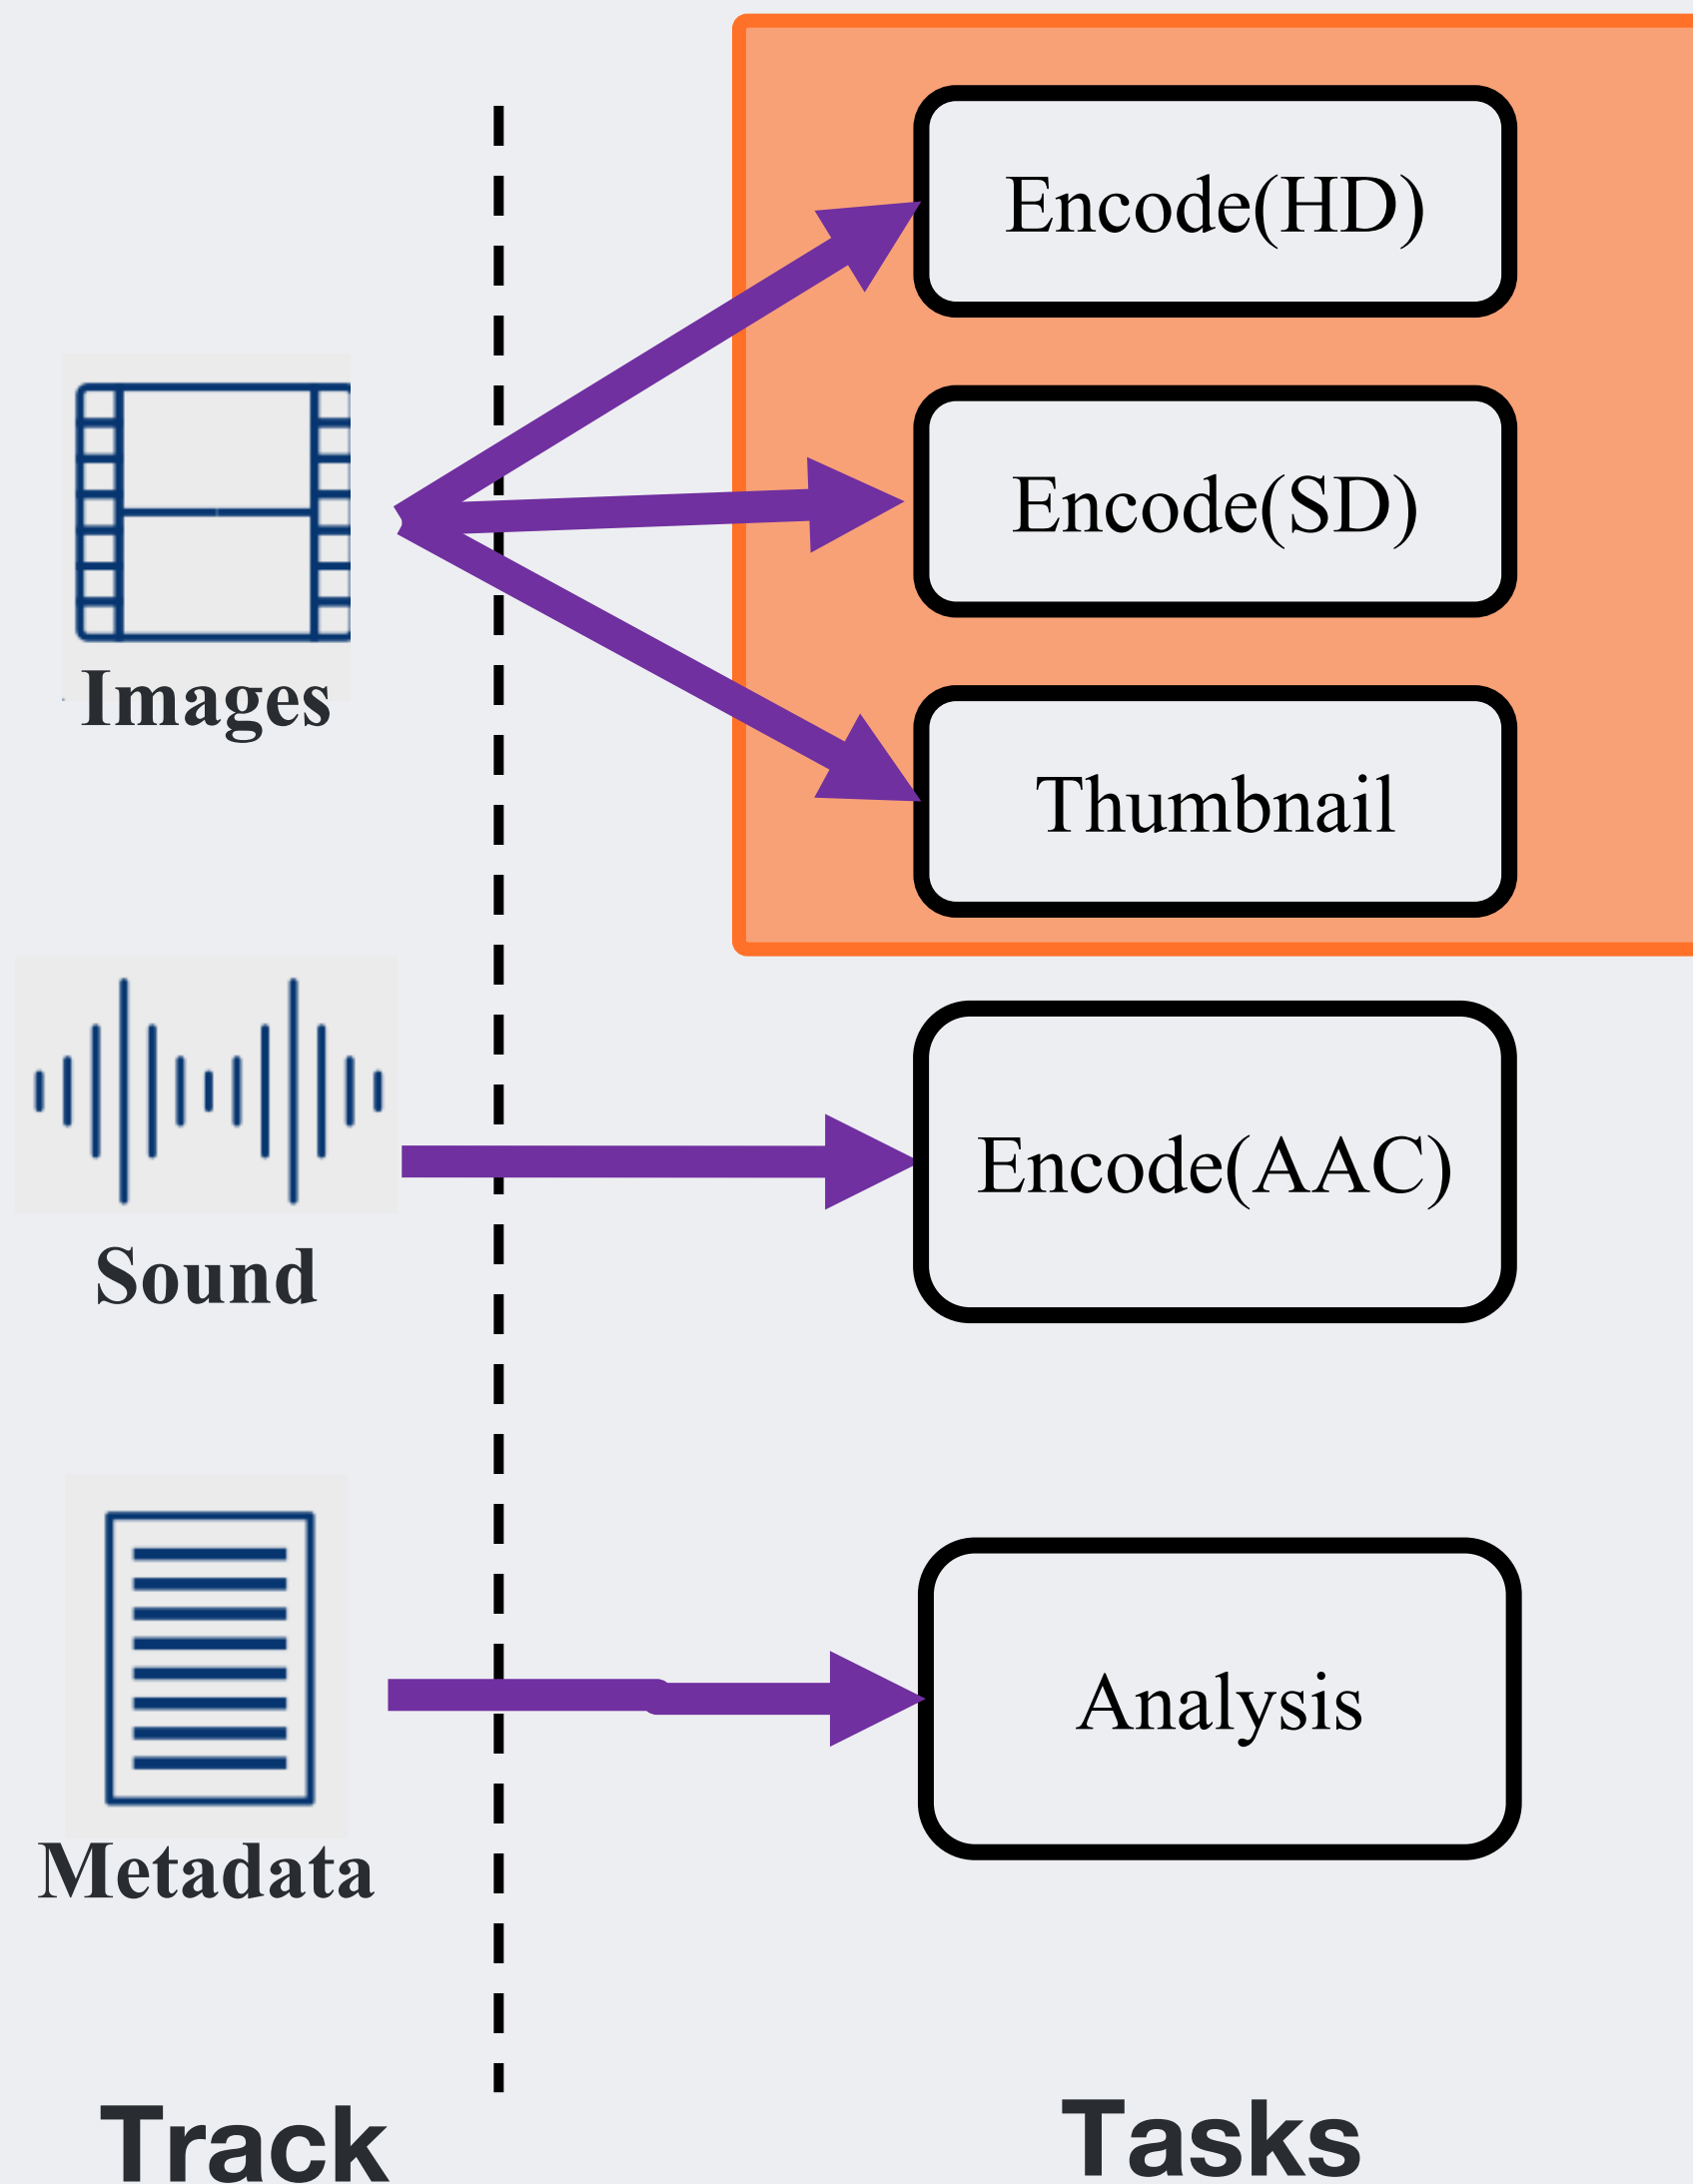 Encode(HD)
Encode(SD)
Images
Thumbnail
Encode(AAC)
Sound
Analysis
Metadata
Track
Tasks